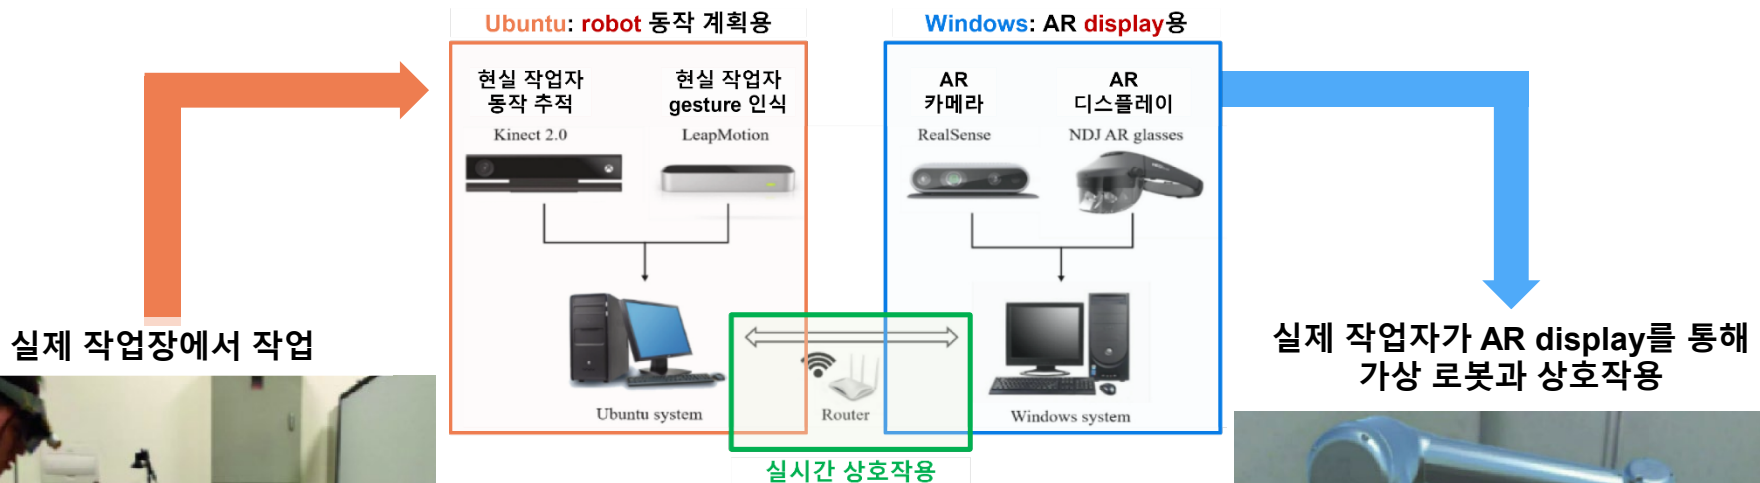 Ubuntu: robot 동작 계획용
Windows: AR display용
현실 작업자
동작 추적
현실 작업자
gesture 인식
AR
카메라
AR
디스플레이
Kinect 2.0
LeapMotion
RealSense
NDJ AR glasses
실제 작업장에서 작업
실제 작업자가 AR display를 통해
가상 로봇과 상호작용
Ubuntu system
Router
Windows system
실시간 상호작용